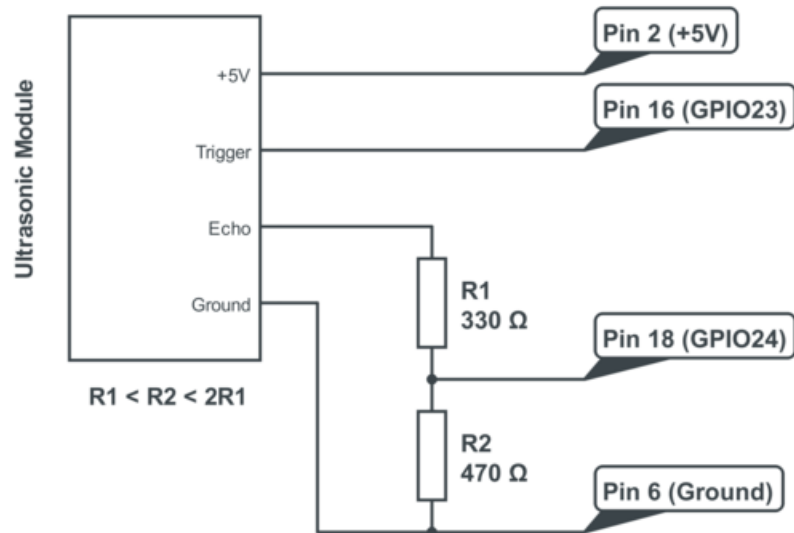 Ultrasonic Module
+5V
Trigger
Echo
Ground
R1 < R2 < 2R1
R1
330 Ω
R2
470 Ω
Pin 2 (+5V)
Pin 16 (GPIO23)
Pin 18 (GPIO24)
Pin 6 (Ground)